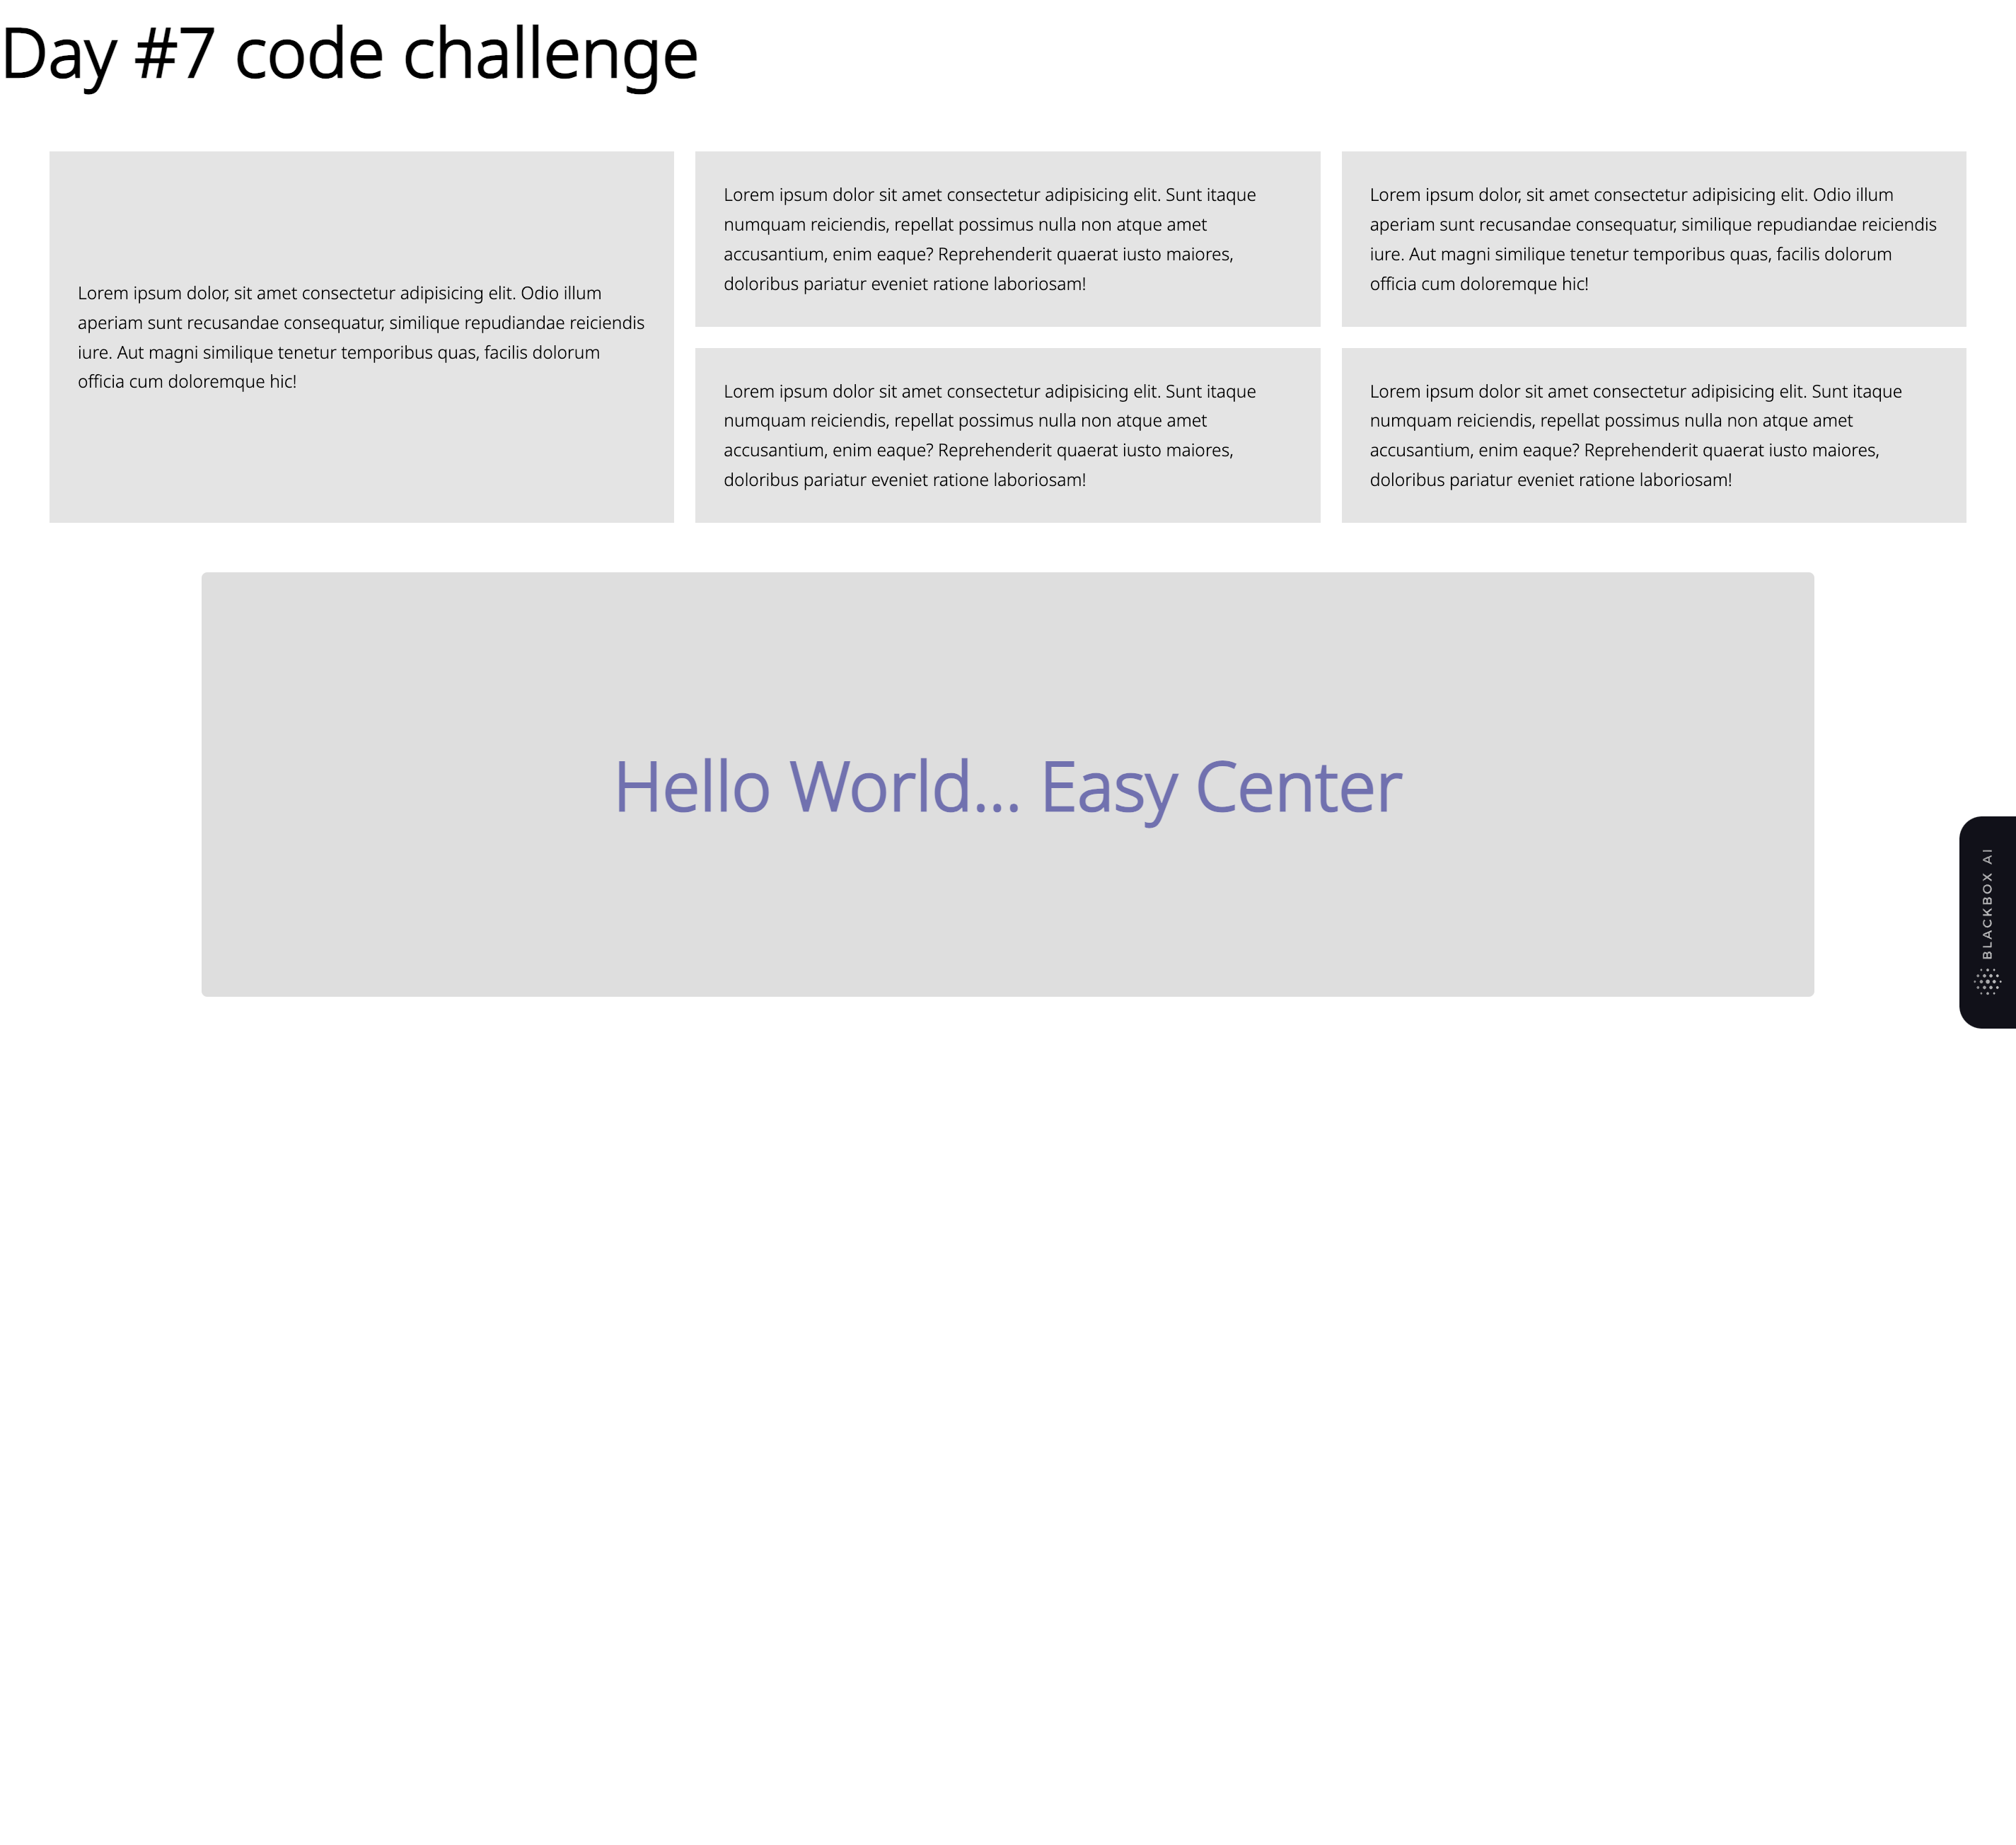 Day #7 code challenge
Lorem ipsum dolor, sit amet consectetur adipisicing elit. Odio illum
aperiam sunt recusandae consequatur, similique repudiandae reiciendis
iure. Aut magni similique tenetur temporibus quas, facilis dolorum
officia cum doloremque hic!
Lorem ipsum dolor sit amet consectetur adipisicing elit. Sunt itaque
numquam reiciendis, repellat possimus nulla non atque amet
accusantium, enim eaque? Reprehenderit quaerat iusto maiores,
doloribus pariatur eveniet ratione laboriosam!
Lorem ipsum dolor, sit amet consectetur adipisicing elit. Odio illum
aperiam sunt recusandae consequatur, similique repudiandae reiciendis
iure. Aut magni similique tenetur temporibus quas, facilis dolorum
officia cum doloremque hic!
Lorem ipsum dolor sit amet consectetur adipisicing elit. Sunt itaque
numquam reiciendis, repellat possimus nulla non atque amet
accusantium, enim eaque? Reprehenderit quaerat iusto maiores,
doloribus pariatur eveniet ratione laboriosam!
Lorem ipsum dolor sit amet consectetur adipisicing elit. Sunt itaque
numquam reiciendis, repellat possimus nulla non atque amet
accusantium, enim eaque? Reprehenderit quaerat iusto maiores,
doloribus pariatur eveniet ratione laboriosam!
Hello World... Easy Center
BLACKBOX AI